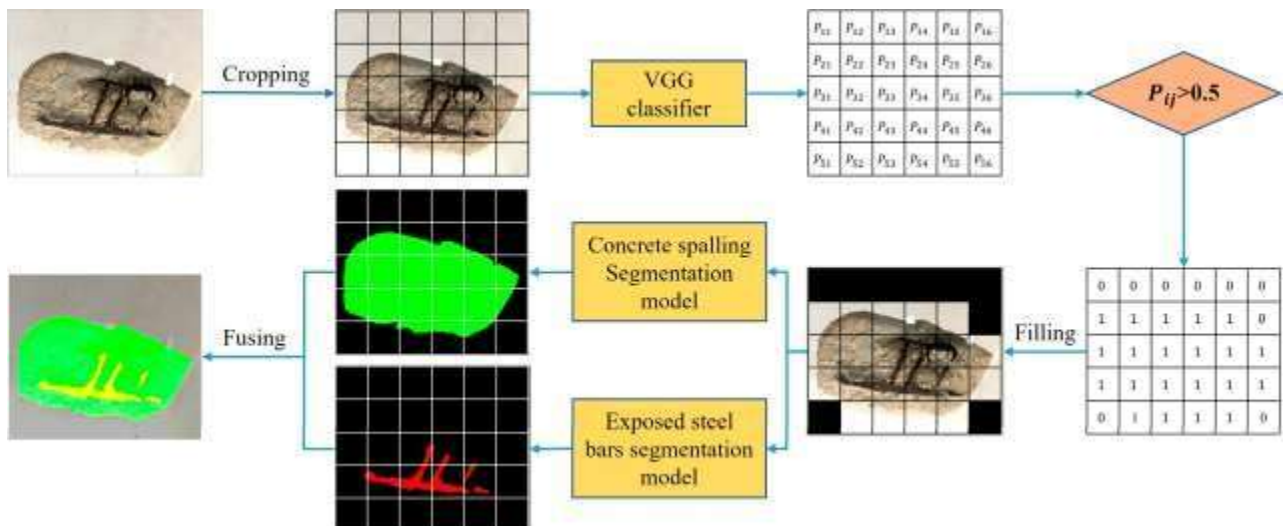 Cropping
VGG
classifier
P₁₁ P₁₂ P₁₃ P₁₄ P₁₅ P₁₆
P₂₁ P₂₂ P₂₃ P₂₄ P₂₅ P₂₆
P₃₁ P₃₂ P₃₃ P₃₄ P₃₅ P₃₆
P₄₁ P₄₂ P₄₃ P₄₄ P₄₅ P₄₆
P₅₁ P₅₂ P₅₃ P₅₄ P₅₅ P₅₆
Pᵢⱼ>0.5
0 0 0 0 0 0
1 1 1 1 1 0
1 1 1 1 1 1
1 1 1 1 1 1
0 1 1 1 1 0
Filling
Concrete spalling
Segmentation
model
Exposed steel
bars segmentation
model
Fusing